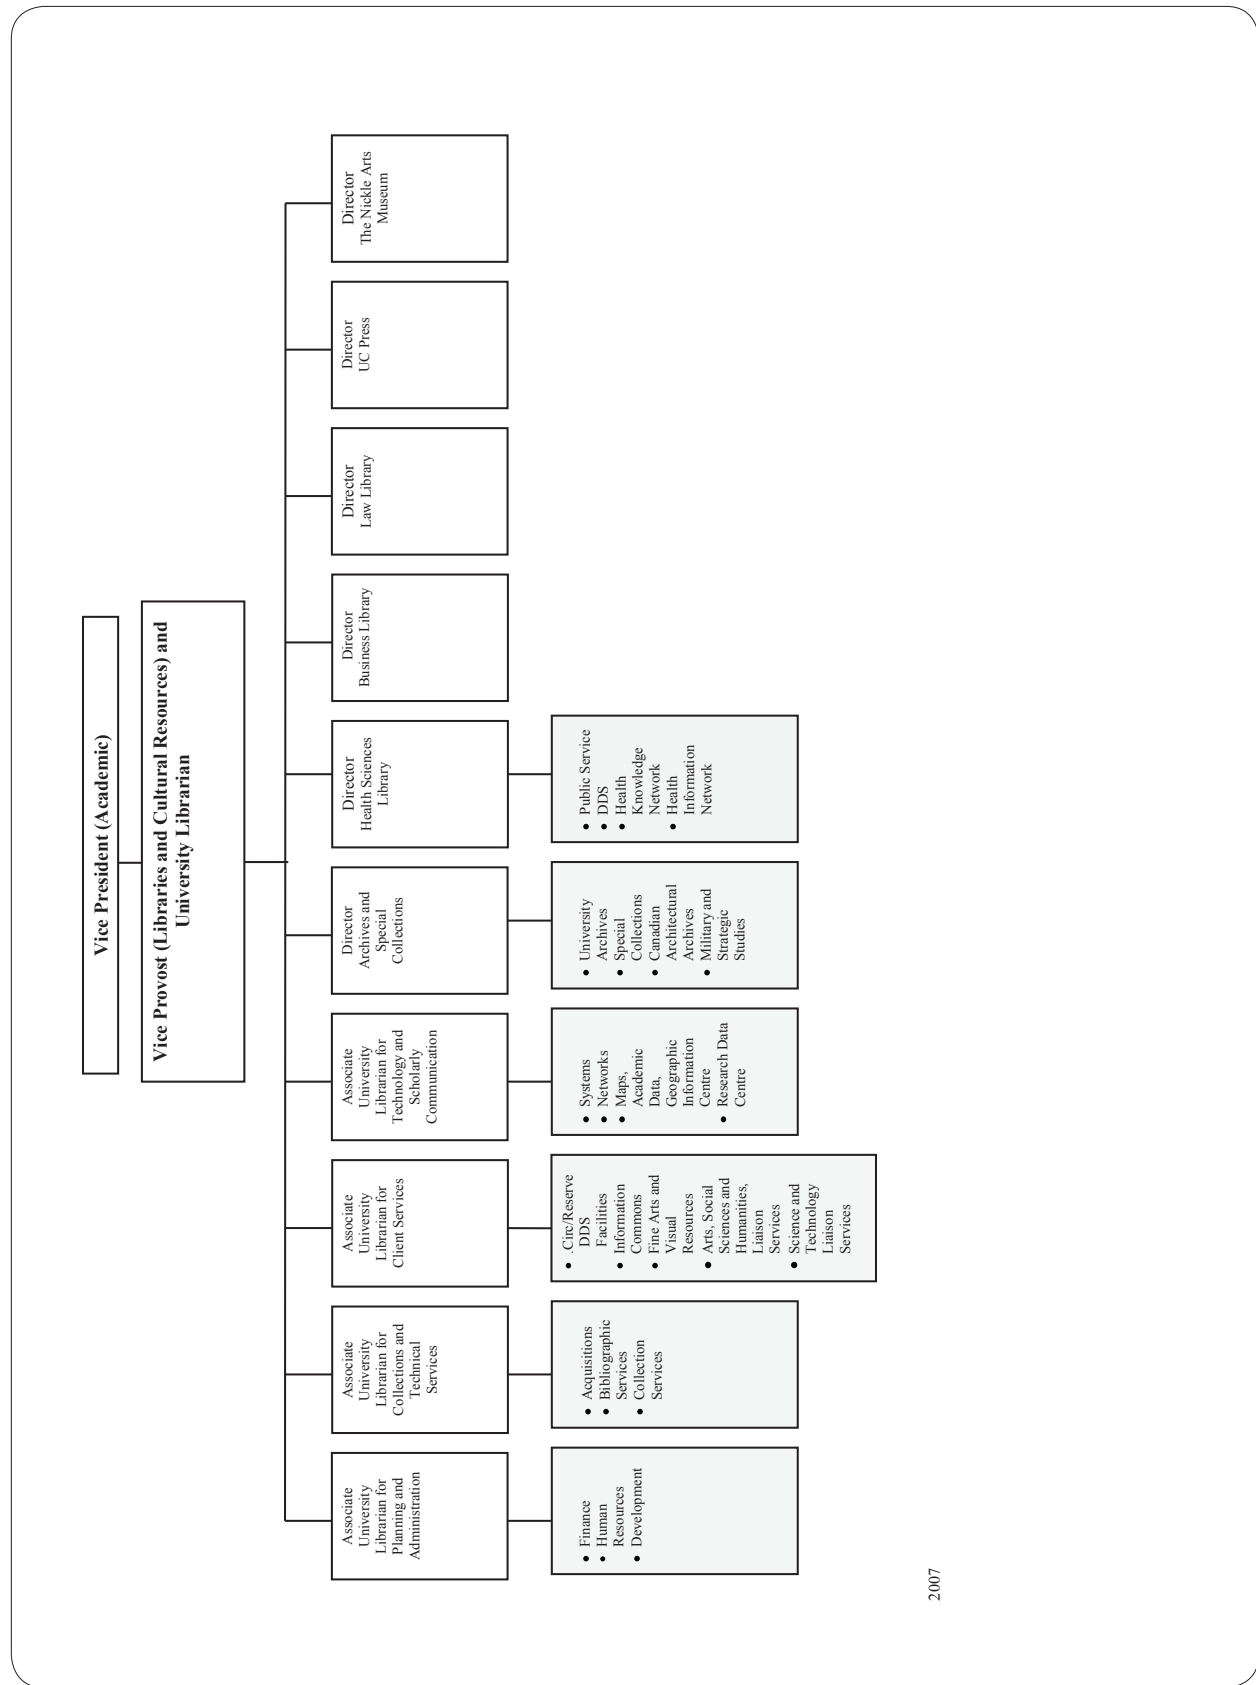 Vice President (Academic)
Vice Provost (Libraries and Cultural Resources) and
University Librarian
Associate
University
Librarian for
Planning and
Administration
Associate
University
Librarian for
Collections and
Technical
Services
Associate
University
Librarian for
Client Services
Associate
University
Librarian for
Technology and
Scholarly
Communication
Director
Archives and
Special
Collections
Director
Health Sciences
Library
Director
Business Library
Director
Law Library
Director
UC Press
Director
The Nickle Arts
Museum
• Finance
• Human
Resources
• Development
• Acquisitions
• Bibliographic
Services
• Collection
Services
• .Circ/Reserve
DDS
Facilities
• Information
Commons
• Fine Arts and
Visual
Resources
• Arts, Social
Sciences and
Humanities,
Liaison
Services
• Science and
Technology
Liaison
Services
• Systems
• Networks
• Maps,
Academic
Data,
Geographic
Information
Centre
• Research Data
Centre
• University
Archives
• Special
Collections
• Canadian
Architectural
Archives
• Military and
Strategic
Studies
• Public Service
• DDS
• Health
Knowledge
Network
• Health
Information
Network
2007